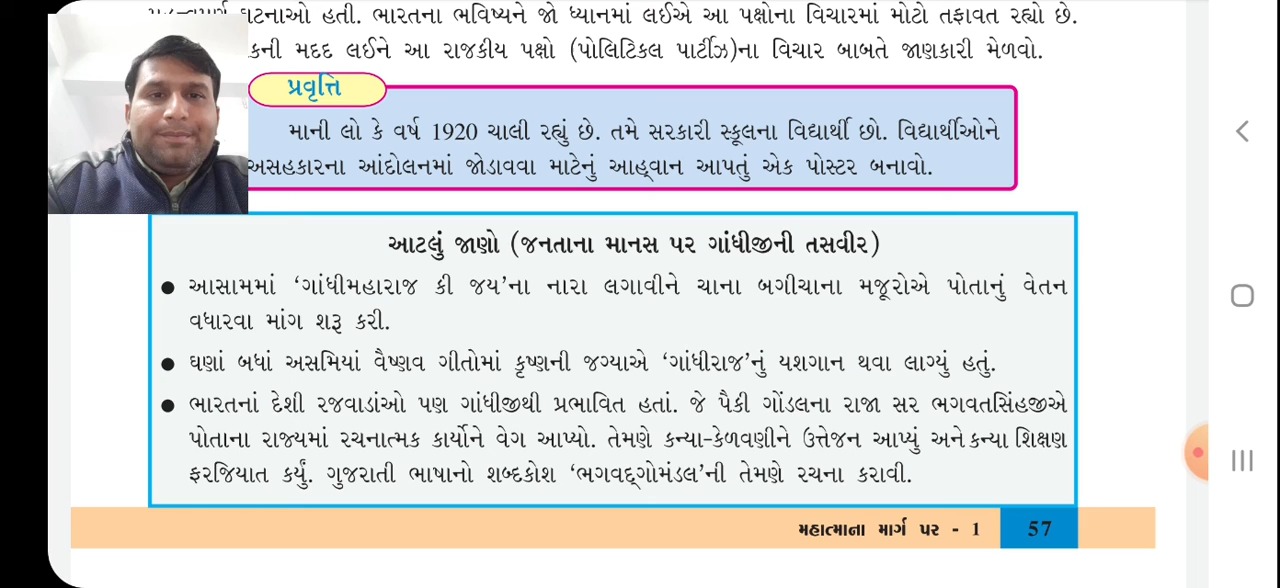 ઘટનાઓ હતી. ભારતના ભવિષ્યને જો ધ્યાનમાં લઈએ આ પક્ષોના વિચારમાં મોટો તફાવત રહ્યો છે.
કની મદદ લઈને આ રાજકીય પક્ષો (પોલિટિકલ પાર્ટીઝ)ના વિચાર બાબતે જાણકારી મેળવો.
પ્રવૃત્તિ
માની લો કે વર્ષ 1920 ચાલી રહ્યું છે. તમે સરકારી સ્કૂલના વિદ્યાર્થી છો. વિદ્યાર્થીઓને
અસહકારના આંદોલનમાં જોડાવવા માટેનું આહ્‌વાન આપતું એક પોસ્ટર બનાવો.
આટલું જાણો (જનતાના માનસ પર ગાંધીજીની તસવીર)
● આસામમાં ‘ગાંધીમહારાજ કી જય’ના નારા લગાવીને ચાના બગીચાના મજૂરોએ પોતાનું વેતન
વધારવા માંગ શરૂ કરી.
● ઘણાં બધાં અસમિયાં વૈષ્ણવ ગીતોમાં કૃષ્ણની જગ્યાએ ‘ગાંધીરાજ’નું યશગાન થવા લાગ્યું હતું.
● ભારતનાં દેશી રજવાડાંઓ પણ ગાંધીજીથી પ્રભાવિત હતાં. જે પૈકી ગોંડલના રાજા સર ભગવતસિંહજીએ
પોતાના રાજ્યમાં રચનાત્મક કાર્યોને વેગ આપ્યો. તેમણે કન્યા-કેળવણીને ઉત્તેજન આપ્યું અને કન્યા શિક્ષણ
ફરજિયાત કર્યું. ગુજરાતી ભાષાનો શબ્દકોશ ‘ભગવદ્ગોમંડલ’ની તેમણે રચના કરાવી.
મહાત્માના માર્ગ પર - 1 57